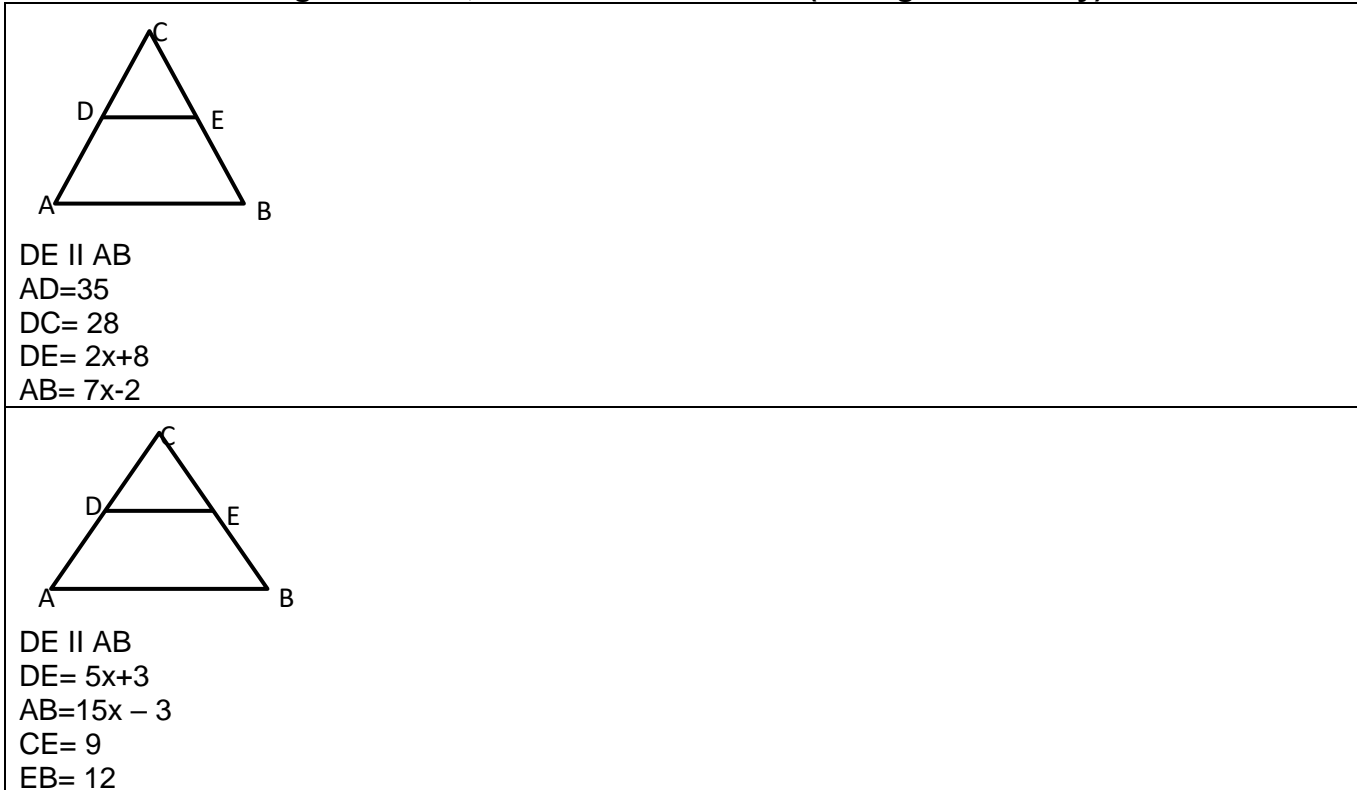 C
D
E
A
B
DE II AB
AD=35
DC= 28
DE= 2x+8
AB= 7x-2
C
D
E
A
B
DE II AB
DE= 5x+3
AB=15x – 3
CE= 9
EB= 12